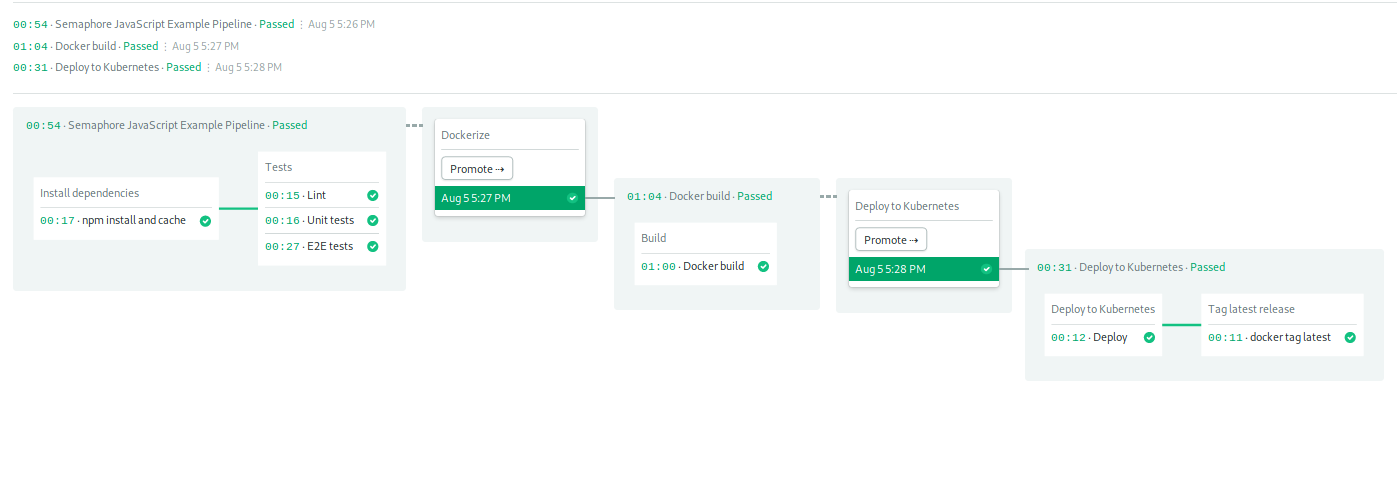 00:54 · Semaphore JavaScript Example Pipeline · Passed ⋮ Aug 5 5:26 PM
01:04 · Docker build · Passed ⋮ Aug 5 5:27 PM
00:31 · Deploy to Kubernetes · Passed ⋮ Aug 5 5:28 PM
00:54 · Semaphore JavaScript Example Pipeline · Passed
Install dependencies
00:17 · npm install and cache
Tests
00:15 · Lint
00:16 · Unit tests
00:27 · E2E tests
Dockerize
Promote ⇢
Aug 5 5:27 PM
01:04 · Docker build · Passed
Build
01:00 · Docker build
Deploy to Kubernetes
Promote ⇢
Aug 5 5:28 PM
00:31 · Deploy to Kubernetes · Passed
Deploy to Kubernetes
00:12 · Deploy
Tag latest release
00:11 · docker tag latest